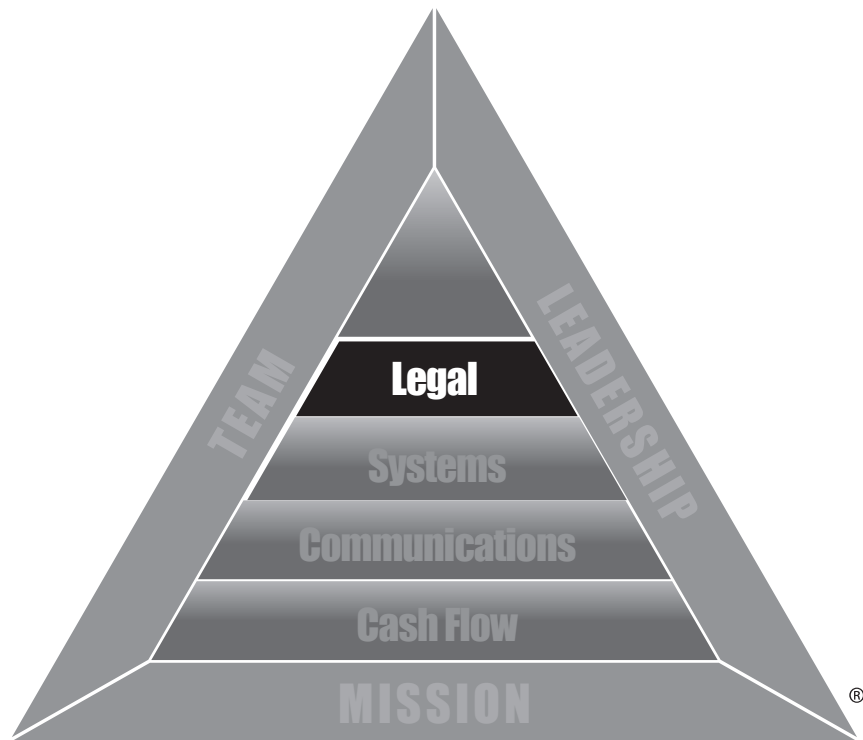 TEAM
LEADERSHIP
Legal
Systems
Communications
Cash Flow
MISSION
®